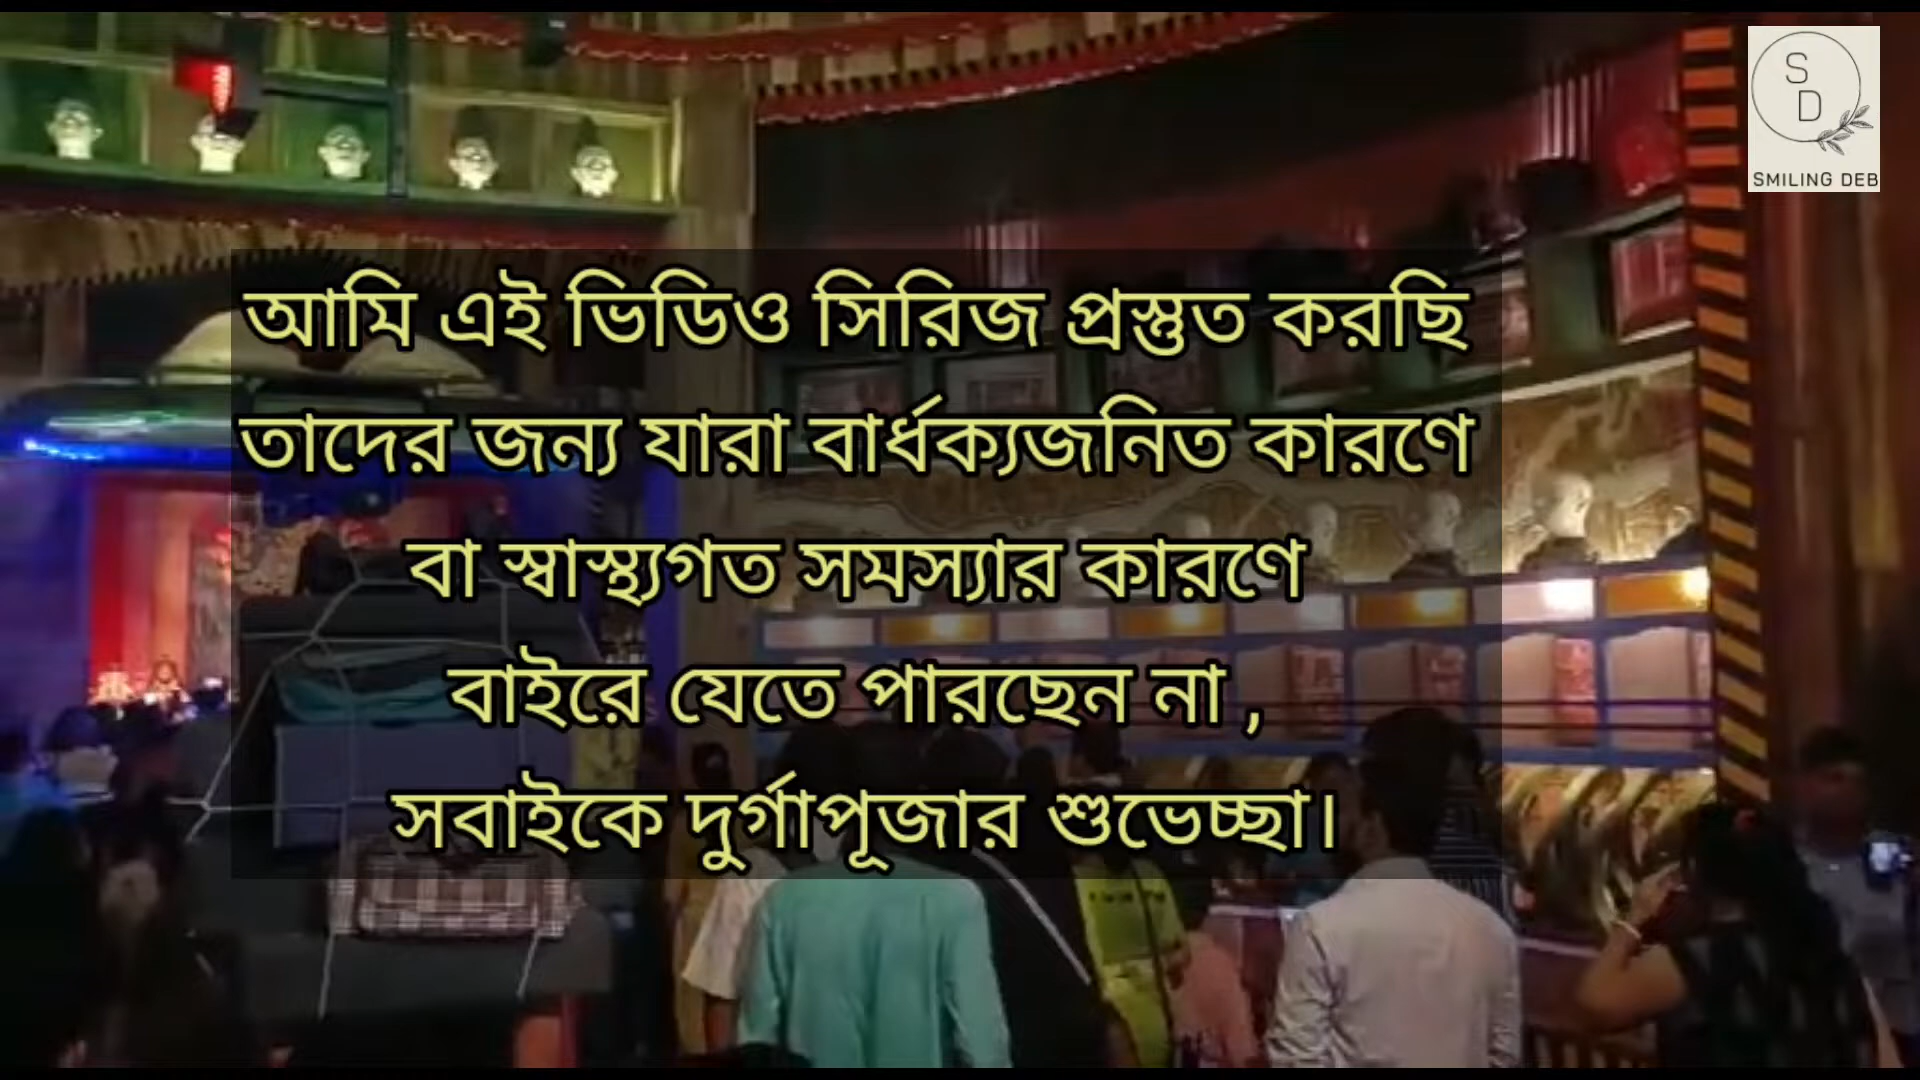 S
D
SMILING DEB
আমি এই ভিডিও সিরিজ প্রস্তুত করছি
তাদের জন্য যারা বার্ধক্যজনিত কারণে
বা স্বাস্থ্যগত সমস্যার কারণে
বাইরে যেতে পারছেন না ,
সবাইকে দুর্গাপূজার শুভেচ্ছা।